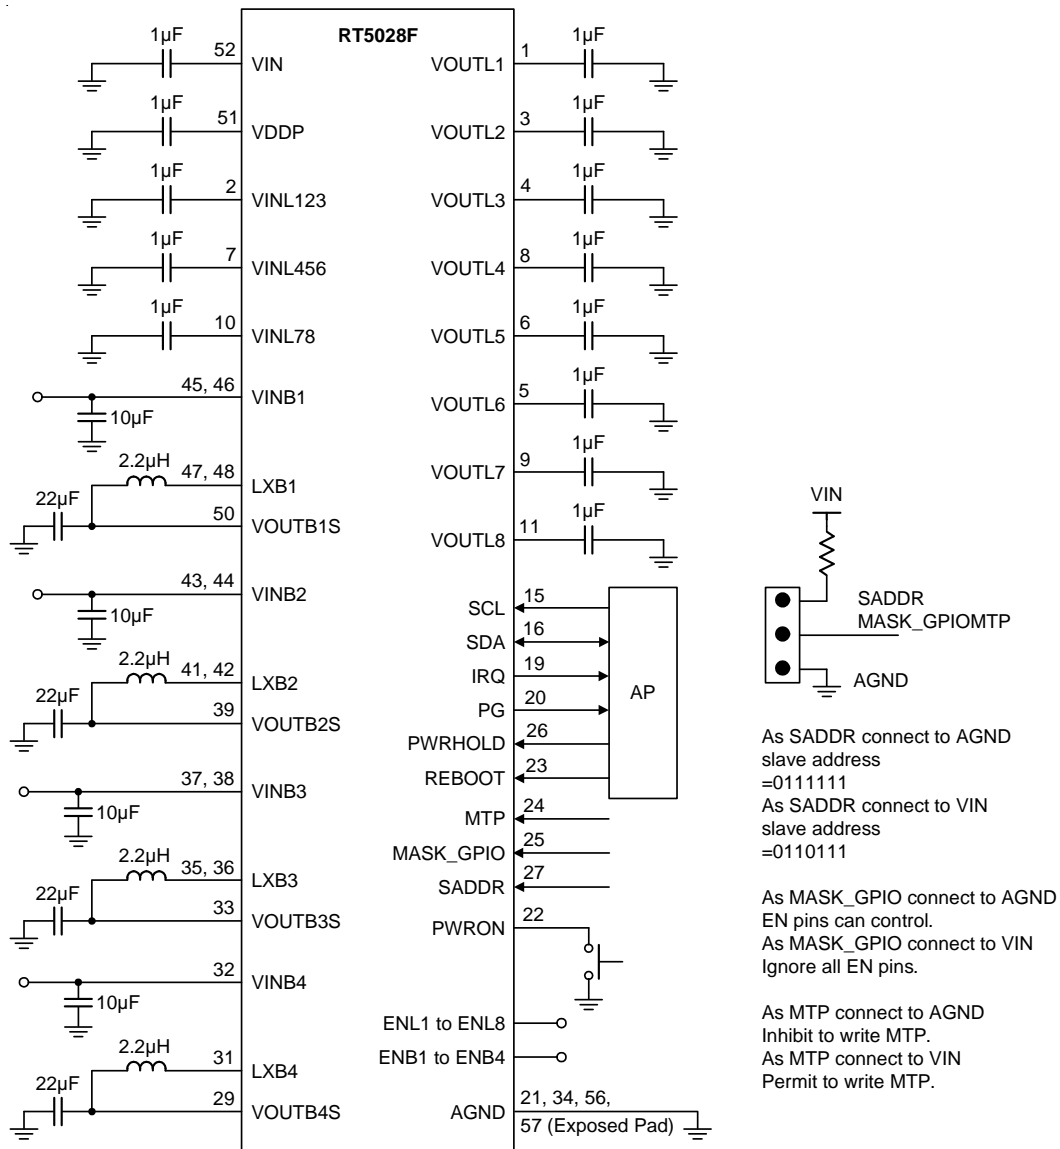 RT5028F
1µF
52
VIN
1µF
51
VDDP
1µF
2
VINL123
1µF
7
VINL456
1µF
10
VINL78
45, 46
VINB1
10µF
2.2µH
47, 48
LXB1
22µF
50
VOUTB1S
43, 44
VINB2
10µF
2.2µH
41, 42
LXB2
22µF
39
VOUTB2S
37, 38
VINB3
10µF
2.2µH
35, 36
LXB3
22µF
33
VOUTB3S
32
VINB4
10µF
2.2µH
31
LXB4
22µF
29
VOUTB4S
VOUTL1
1
1µF
VOUTL2
3
1µF
VOUTL3
4
1µF
VOUTL4
8
1µF
VOUTL5
6
1µF
VOUTL6
5
1µF
VOUTL7
9
1µF
VOUTL8
11
1µF
SCL
15
SDA
16
IRQ
19
PG
20
PWRHOLD
26
REBOOT
23
AP
MTP
24
MASK_GPIO
25
SADDR
27
PWRON
22
ENL1 to ENL8
ENB1 to ENB4
AGND
21, 34, 56,
57 (Exposed Pad)
VIN
SADDR
MASK_GPIOMTP
AGND
As SADDR connect to AGND
slave address
=0111111
As SADDR connect to VIN
slave address
=0110111
As MASK_GPIO connect to AGND
EN pins can control.
As MASK_GPIO connect to VIN
Ignore all EN pins.
As MTP connect to AGND
Inhibit to write MTP.
As MTP connect to VIN
Permit to write MTP.